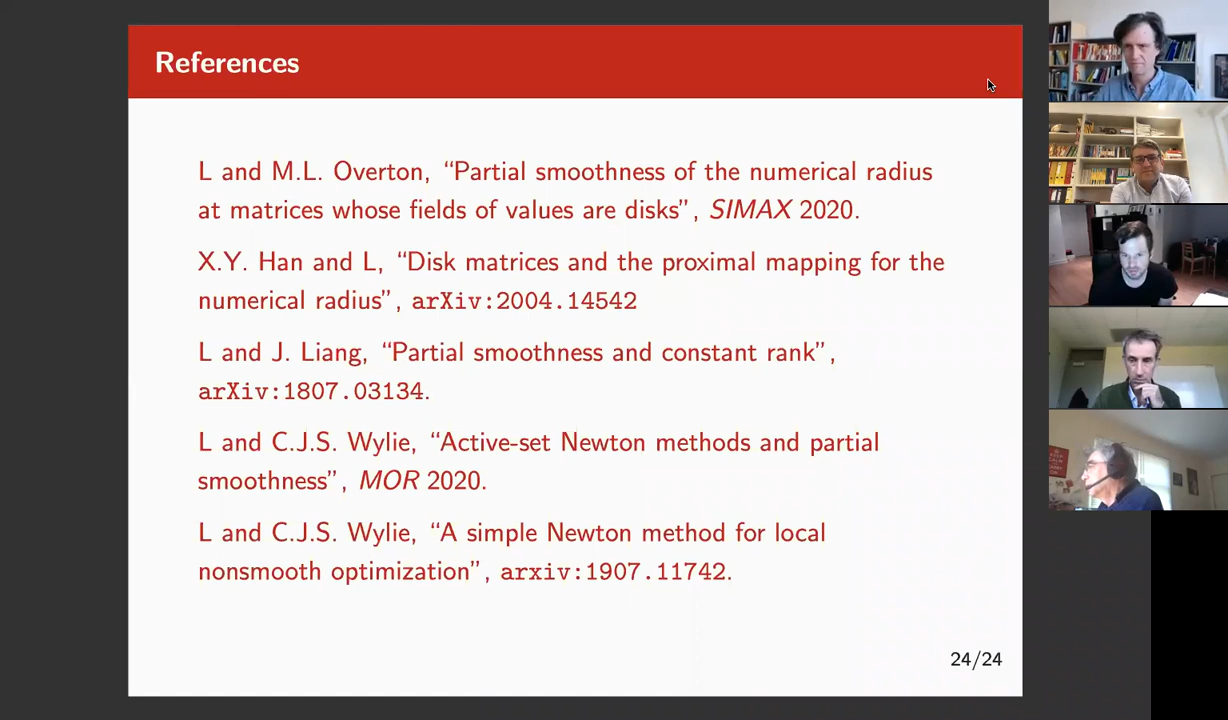 References
L and M.L. Overton, “Partial smoothness of the numerical radius
at matrices whose fields of values are disks”, SIMAX 2020.
X.Y. Han and L, “Disk matrices and the proximal mapping for the
numerical radius”, arXiv:2004.14542
L and J. Liang, “Partial smoothness and constant rank”,
arXiv:1807.03134.
L and C.J.S. Wylie, “Active-set Newton methods and partial
smoothness”, MOR 2020.
L and C.J.S. Wylie, “A simple Newton method for local
nonsmooth optimization”, arxiv:1907.11742.
24/24